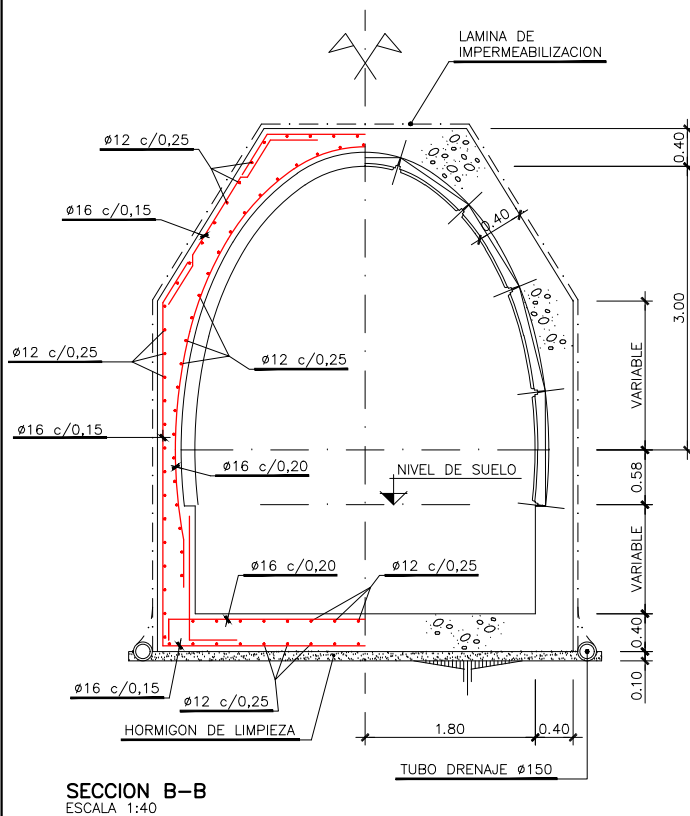 LAMINA DE
IMPERMEABILIZACION
ø12 c/0,25
0.40
ø16 c/0,15
0.40
3.00
ø12 c/0,25
ø12 c/0,25
VARIABLE
ø16 c/0,15
ø16 c/0,20
NIVEL DE SUELO
0.58
VARIABLE
ø16 c/0,20
ø12 c/0,25
0.40
0.10
ø16 c/0,15
ø12 c/0,25
HORMIGON DE LIMPIEZA
1.80
0.40
TUBO DRENAJE ø150
SECCION B-B
ESCALA 1:40